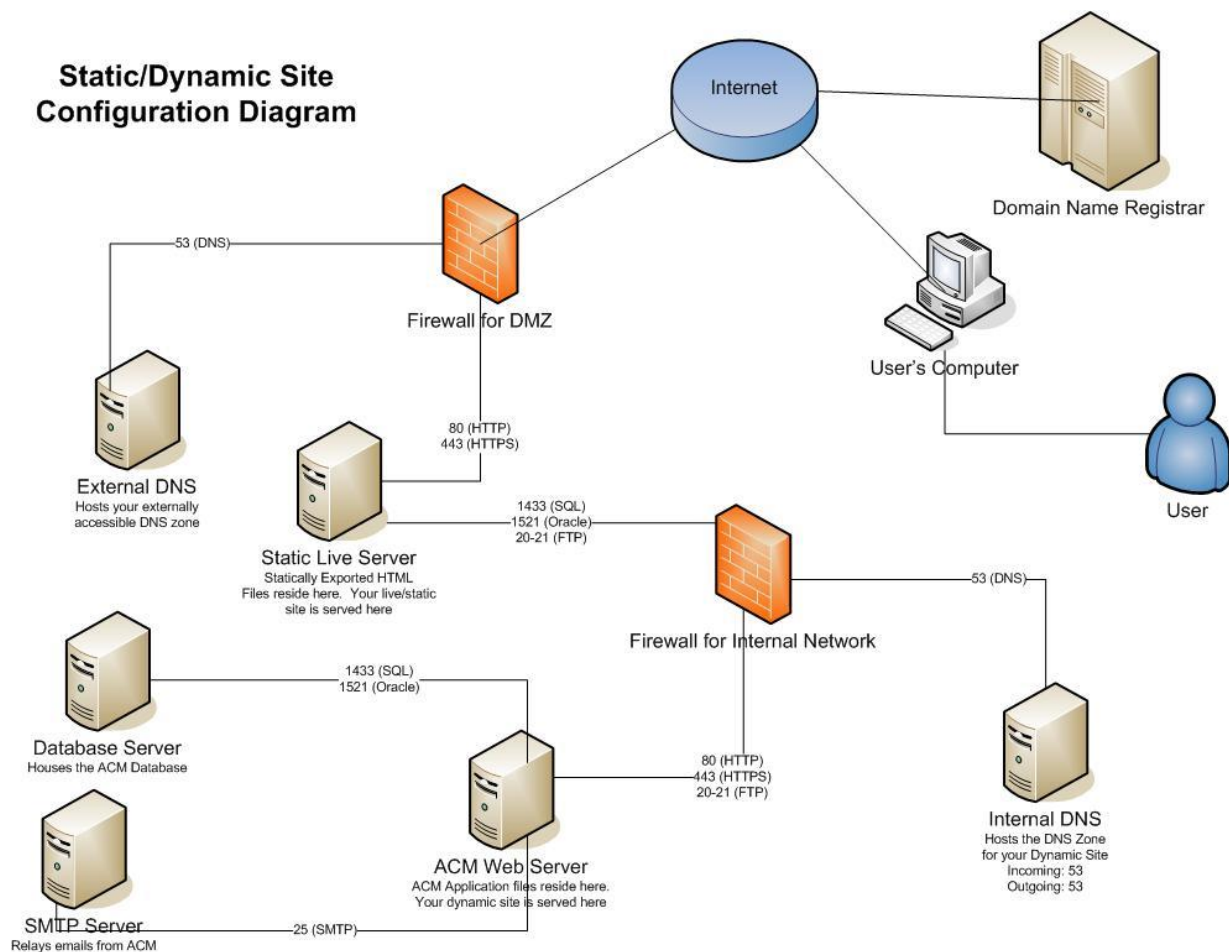 Static/Dynamic Site
Configuration Diagram
Internet
Domain Name Registrar
53 (DNS)
Firewall for DMZ
User's Computer
User
80 (HTTP)
443 (HTTPS)
External DNS
Hosts your externally
accessible DNS zone
1433 (SQL)
1521 (Oracle)
20-21 (FTP)
Static Live Server
Statically Exported HTML
Files reside here.  Your live/static
site is served here
53 (DNS)
Firewall for Internal Network
1433 (SQL)
1521 (Oracle)
Database Server
Houses the ACM Database
80 (HTTP)
443 (HTTPS)
20-21 (FTP)
Internal DNS
Hosts the DNS Zone
for your Dynamic Site
Incoming: 53
Outgoing: 53
ACM Web Server
ACM Application files reside here.
Your dynamic site is served here
SMTP Server
Relays emails from ACM
25 (SMTP)